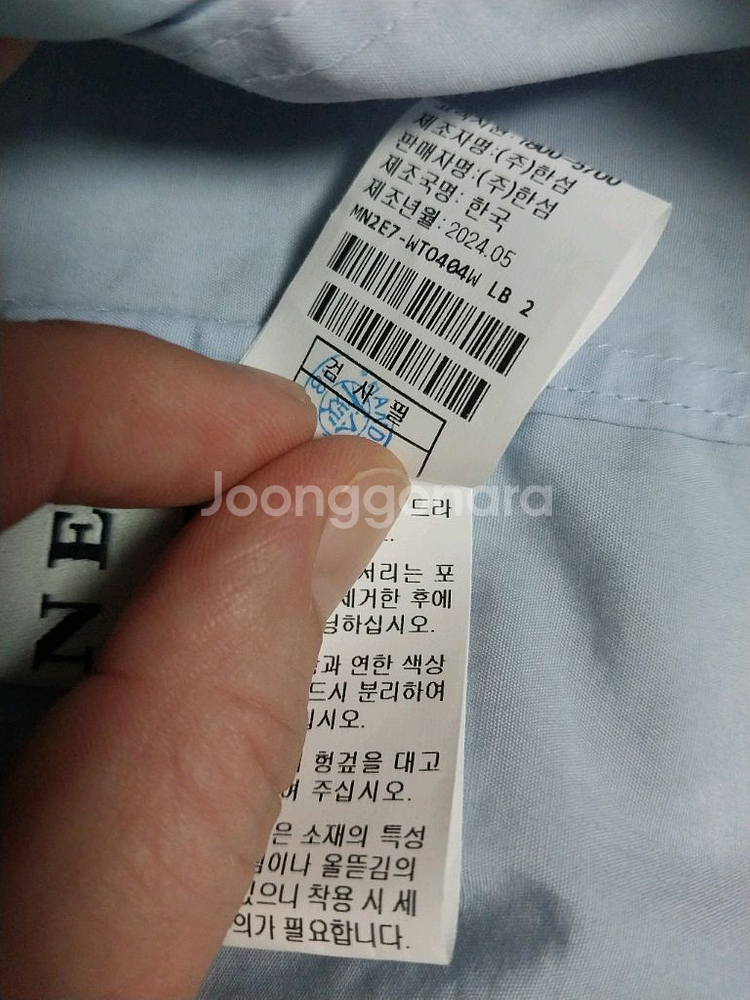 1800-5700
제조자명:(주)한섬
판매자명:(주)한섬
제조국명: 한국
제조년월: 2024.05
MN2E7-WTO404W LB 2
검사필
Joonggonara
NE
드라
..
처리는 포
제거한 후에
하십시오.
과 연한 색상
드시 분리하여
십시오.
헝겊을 대고
여 주십시오.
은 소재의 특성
이나 올뜯김의
있으니 착용 시 세
의가 필요합니다.